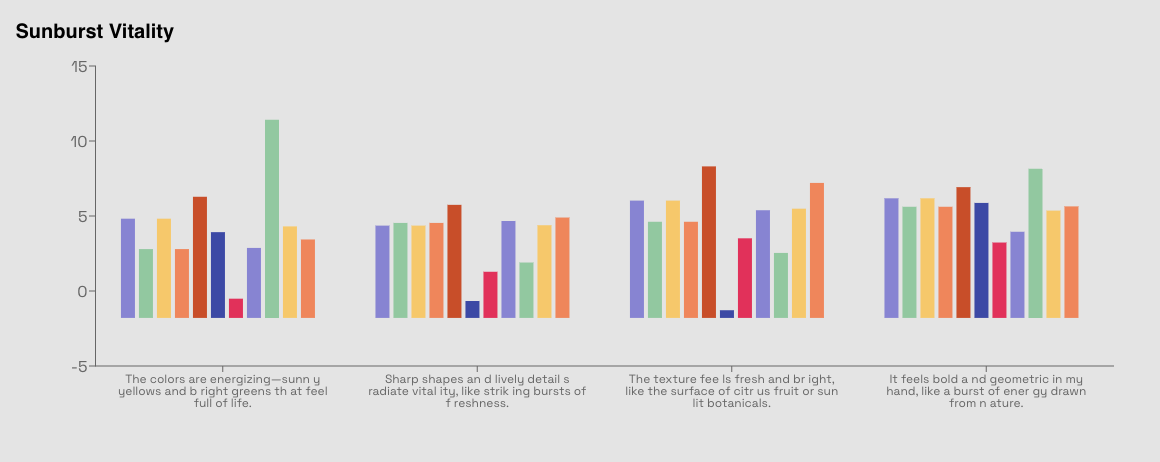 Sunburst Vitality
15
10
5
0
-5
The colors are energizing—sunn y
yellows and b right greens th at feel
full of life.
Sharp shapes an d lively detail s
radiate vital ity, like strik ing bursts of
f reshness.
The texture fee ls fresh and br ight,
like the surface of citr us fruit or sun
lit botanicals.
It feels bold a nd geometric in my
hand, like a burst of ener gy drawn
from n ature.